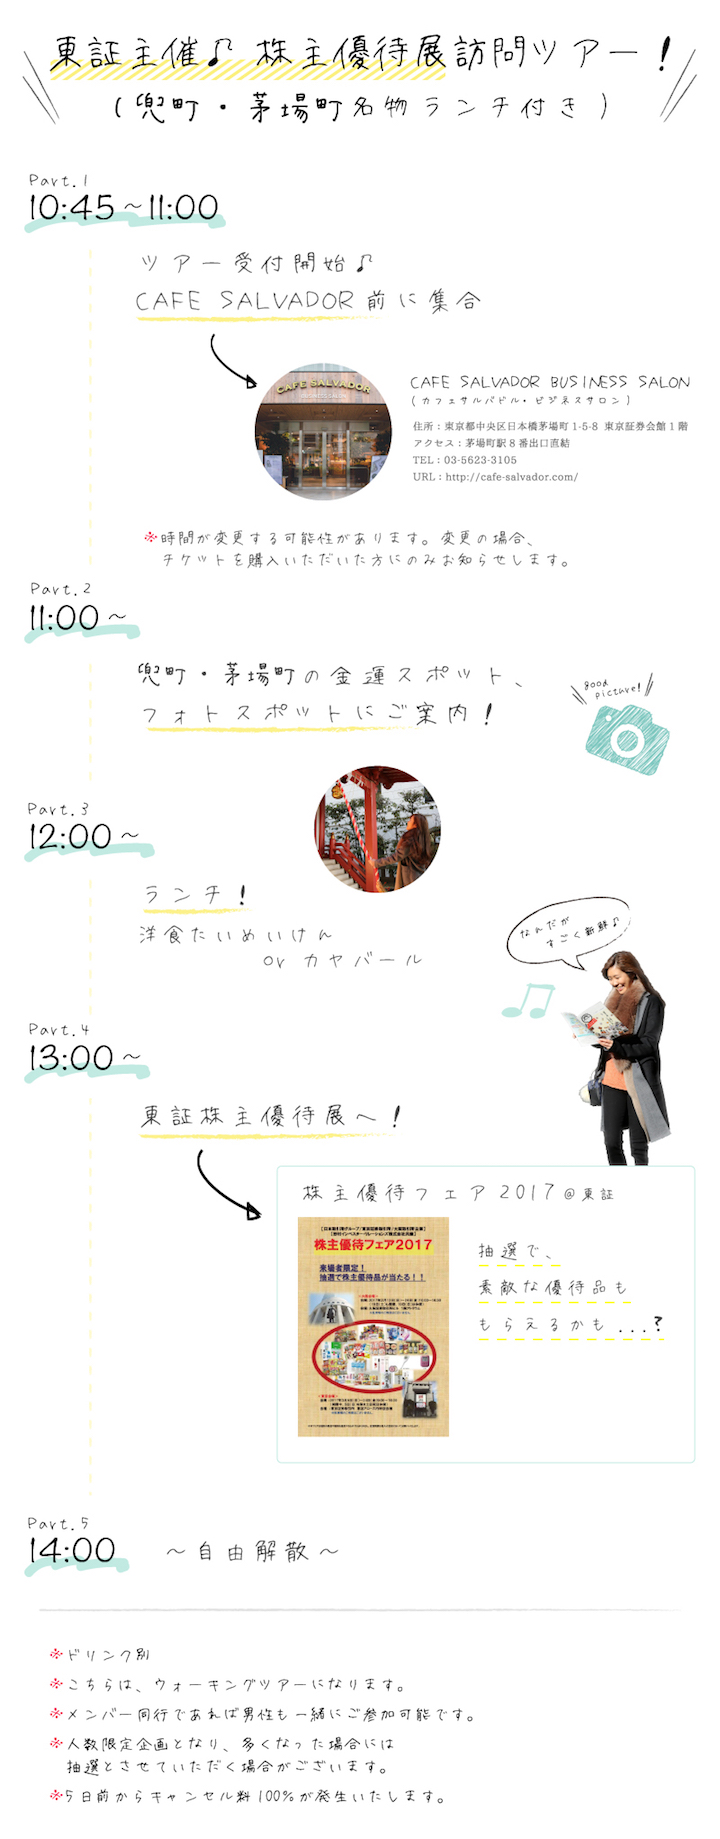 東証主催♪ 株主優待展訪問ツアー！
(兜町・茅場町名物ランチ付き)
Part.1
10:45～11:00
ツアー受付開始♪
CAFE SALVADOR前に集合
CAFE SALVADOR
BUSINESS SALON
CAFE SALVADOR BUSINESS SALON
(カフェサルバドル・ビジネスサロン)
住所：東京都中央区日本橋茅場町1-5-8 東京証券会館1階
アクセス：茅場町駅8番出口直結
TEL：03-5623-3105
URL：http://cafe-salvador.com/
※時間が変更する可能性があります。変更の場合、
チケットを購入いただいた方にのみお知らせします。
Part.2
11:00～
兜町・茅場町の金運スポット、
フォトスポットにご案内！
good
picture!
Part.3
12:00～
ランチ！
洋食たいめいけん
or カヤバール
なんだが
すごく新鮮♪
Part.4
13:00～
東証株主優待展へ！
株主優待フェア2017@東証
株主優待フェア2017
来場者限定！
抽選で株主優待品が当たる！！
抽選で、
素敵な優待品も
もらえるかも...?
Part.5
14:00
～自由解散～
※ドリンク別
※こちらは、ウォーキングツアーになります。
※メンバー同行であれば男性も一緒にご参加可能です。
※人数限定企画となり、多くなった場合には
抽選とさせていただく場合がございます。
※5日前からキャンセル料100%が発生いたします。